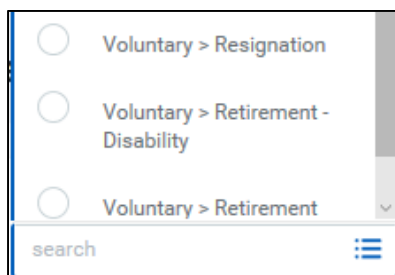 Voluntary > Resignation
Voluntary > Retirement -
Disability
Voluntary > Retirement
search